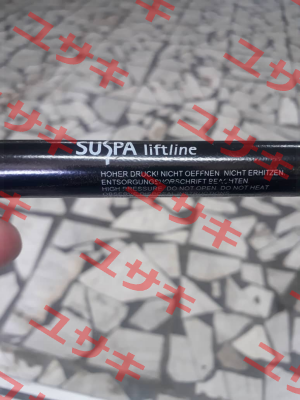 SUSPA liftline
HOHER DRUCK! NICHT OEFFNEN NICHT ERHITZEN
ENTSORGUNGSVORSCHRIFT BEACHTEN
HIGH PRESSURE! DO NOT OPEN DO NOT HEAT
ユサキ
ユサキ
ユサキ
ユサキ
ユサキ
ユサキ